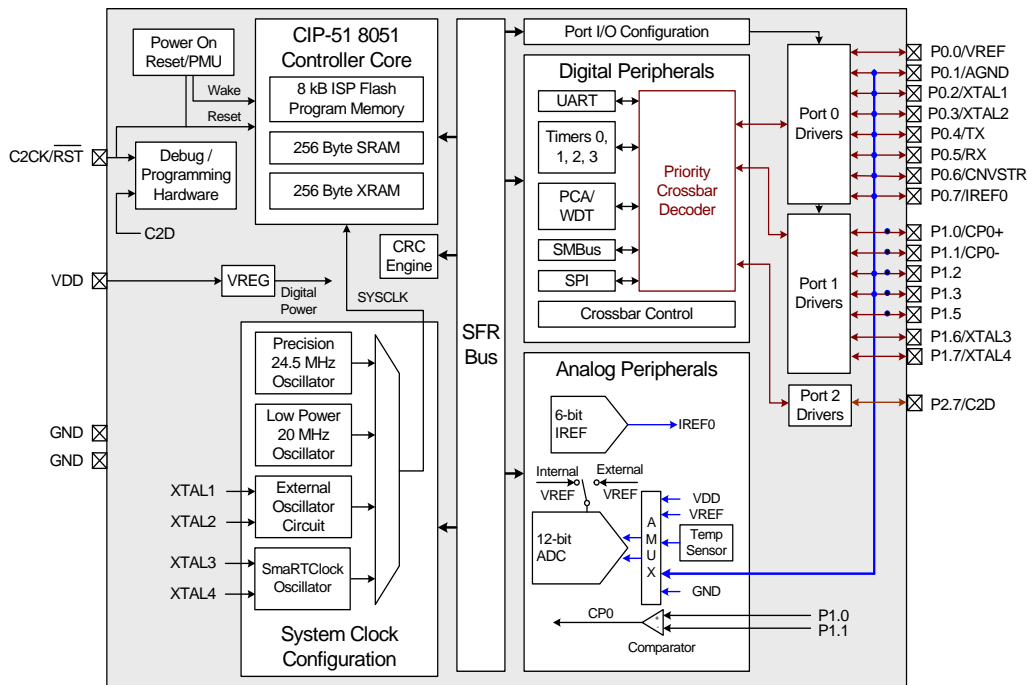 Power On
Reset/PMU
Wake
Reset
C2CK/RST
Debug /
Programming
Hardware
C2D
VDD
VREG
Digital
Power
GND
GND
CIP-51 8051
Controller Core
8 kB ISP Flash
Program Memory
256 Byte SRAM
256 Byte XRAM
CRC
Engine
SYSCLK
Precision
24.5 MHz
Oscillator
Low Power
20 MHz
Oscillator
XTAL1
XTAL2
External
Oscillator
Circuit
XTAL3
XTAL4
SmaRTClock
Oscillator
System Clock
Configuration
SFR
Bus
Port I/O Configuration
Digital Peripherals
UART
Timers 0,
1, 2, 3
PCA/
WDT
SMBus
SPI
Priority
Crossbar
Decoder
Crossbar Control
Analog Peripherals
6-bit
IREF
IREF0
Internal
VREF
External
VREF
12-bit
ADC
A
M
U
X
VDD
VREF
Temp
Sensor
GND
CP0
+
-
Comparator
P1.0
P1.1
Port 0
Drivers
Port 1
Drivers
Port 2
Drivers
P0.0/VREF
P0.1/AGND
P0.2/XTAL1
P0.3/XTAL2
P0.4/TX
P0.5/RX
P0.6/CNV/STR
P0.7/IREF0
P1.0/CP0+
P1.1/CP0-
P1.2
P1.3
P1.5
P1.6/XTAL3
P1.7/XTAL4
P2.7/C2D